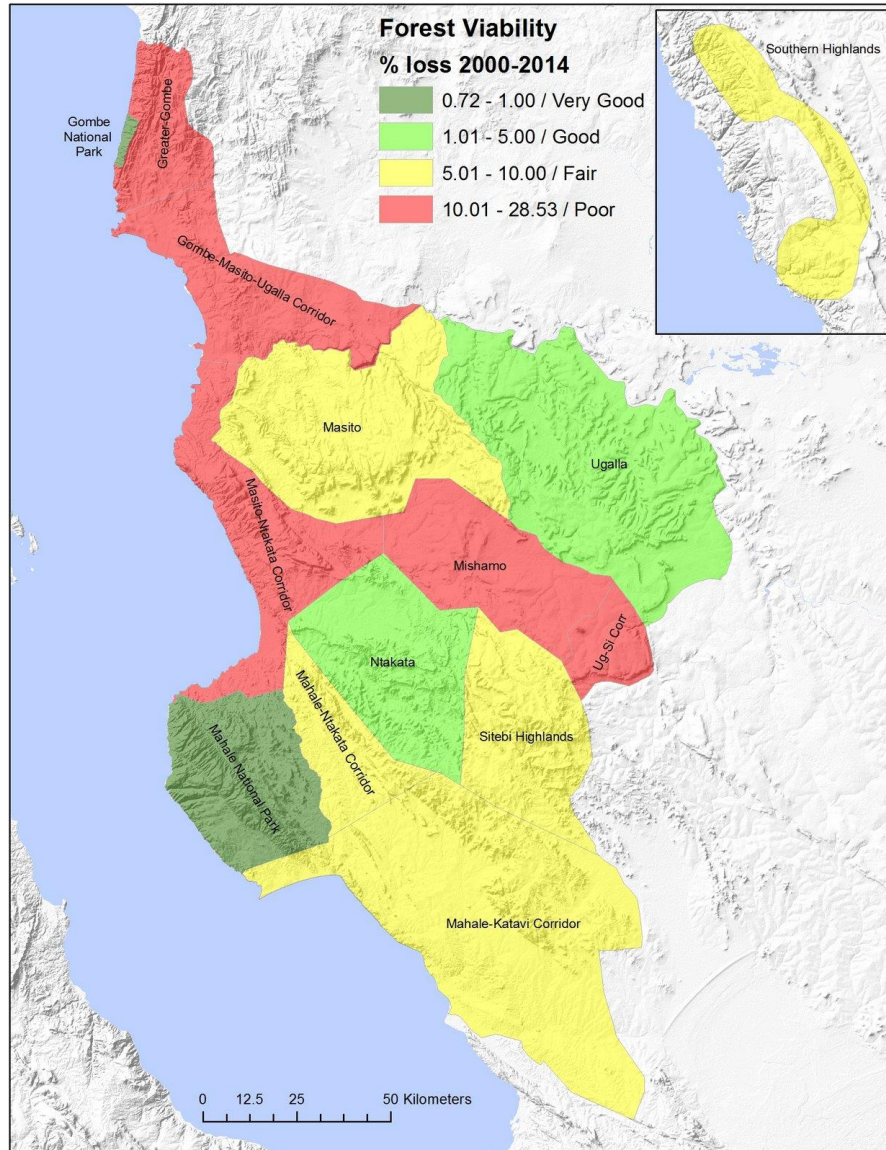 Forest Viability
% loss 2000-2014
0.72 - 1.00 / Very Good
1.01 - 5.00 / Good
5.01 - 10.00 / Fair
10.01 - 28.53 / Poor
Southern Highlands
Gombe
National
Park
Greater-Gombe
Gombe-Masito-Ugalla Corridor
Masito
Ugalla
Masito-Ntakata Corridor
Mishamo
Ug-Si Corr
Ntakata
Mahale-Ntakata Corridor
Sitebi Highlands
Mahale National Park
Mahale-Katavi Corridor
0 12.5 25 50 Kilometers